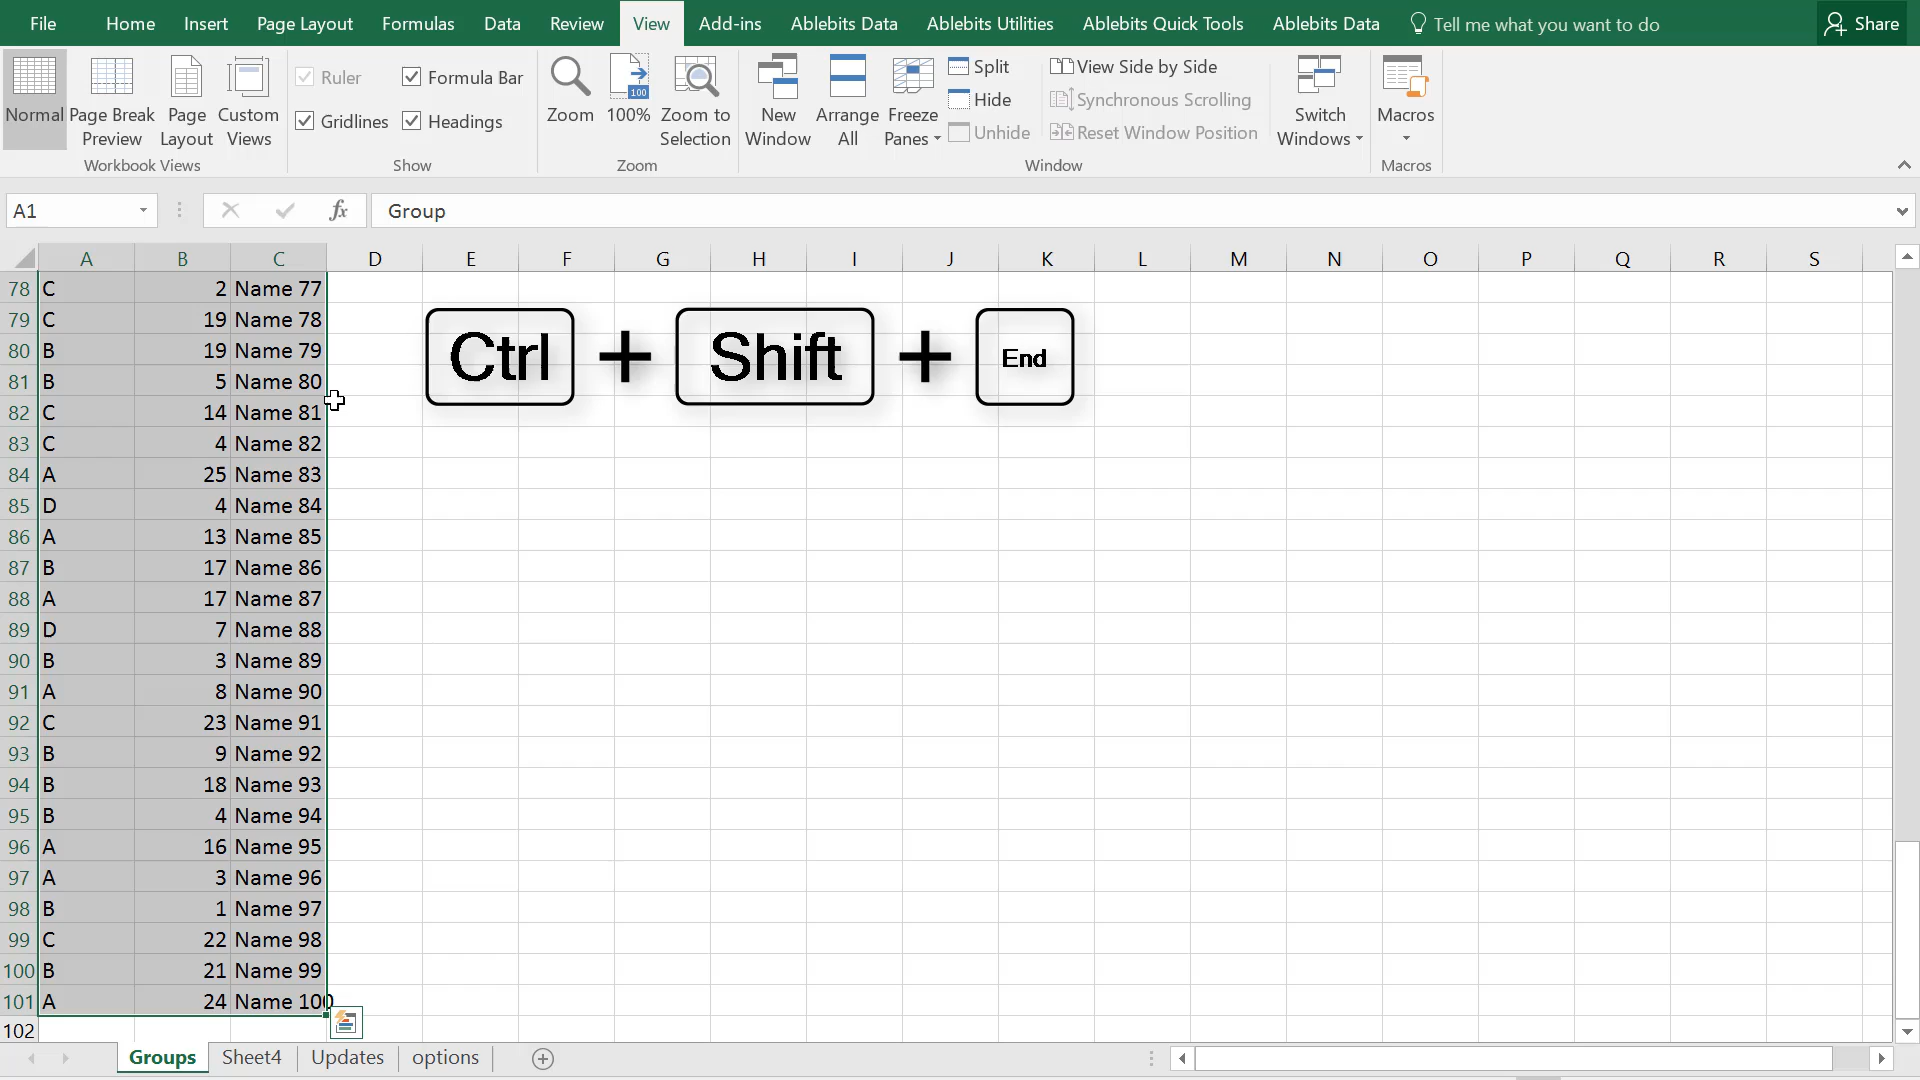 File Home Insert Page Layout Formulas Data Review View Add-ins Ablebits Data Ablebits Utilities Ablebits Quick Tools Ablebits Data Tell me what you want to do Share
Normal Page Break Preview Page Layout Custom Views
Workbook Views
Ruler Formula Bar
Gridlines Headings
Show
Zoom 100% Zoom to Selection
100
Zoom
New Window Arrange All Freeze Panes
Split View Side by Side
Hide Synchronous Scrolling
Unhide Reset Window Position
Switch Windows
Window
Macros
Macros
A1 fx Group
A B C D E F G H I J K L M N O P Q R S
78 C 2 Name 77
79 C 19 Name 78
80 B 19 Name 79
81 B 5 Name 80
82 C 14 Name 81
83 C 4 Name 82
84 A 25 Name 83
85 D 4 Name 84
86 A 13 Name 85
87 B 17 Name 86
88 A 17 Name 87
89 D 7 Name 88
90 B 3 Name 89
91 A 8 Name 90
92 C 23 Name 91
93 B 9 Name 92
94 B 18 Name 93
95 B 4 Name 94
96 A 16 Name 95
97 A 3 Name 96
98 B 1 Name 97
99 C 22 Name 98
100 B 21 Name 99
101 A 24 Name 100
102
Ctrl + Shift + End
Groups Sheet4 Updates options